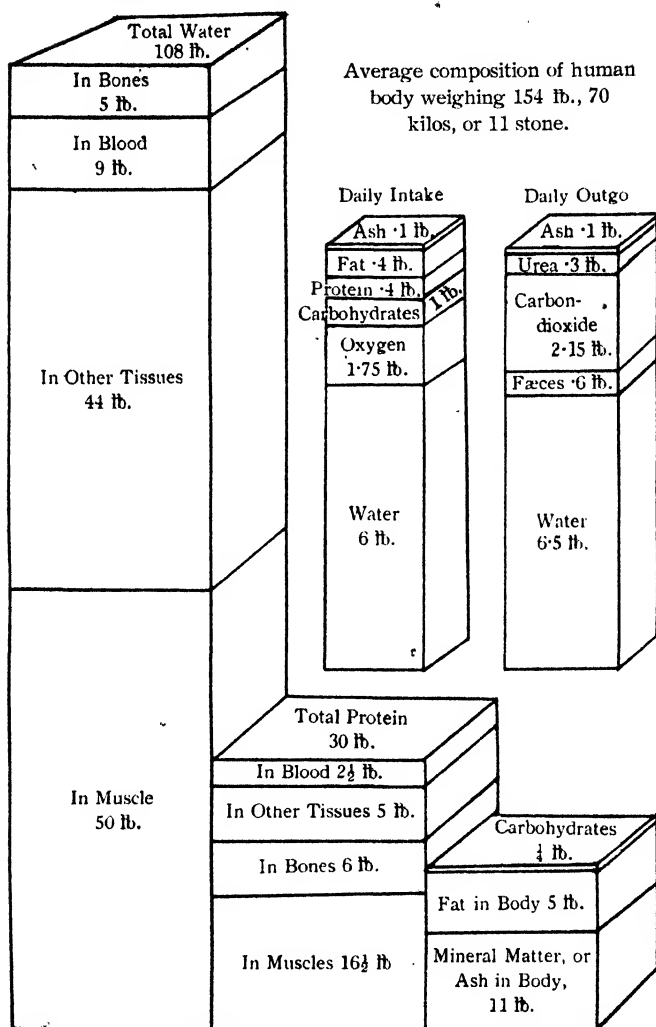 Total Water
108 lb.
In Bones
5 lb.
In Blood
9 lb.
In Other Tissues
44 lb.
In Muscle
50 lb.
Average composition of human
body weighing 154 lb., 70
kilos, or 11 stone.
Daily Intake
Ash ·1 lb.
Fat ·4 lb.
Protein ·4 lb.
Carbohydrates 1 lb.
Oxygen
1·75 lb.
Water
6 lb.
Daily Outgo
Ash ·1 lb.
Urea ·3 lb.
Carbon-
dioxide
2·15 lb.
Fæces ·6 lb.
Water
6·5 lb.
Total Protein
30 lb.
In Blood 2½ lb.
In Other Tissues 5 lb.
In Bones 6 lb.
In Muscles 16½ lb
Carbohydrates
¼ lb.
Fat in Body 5 lb.
Mineral Matter, or
Ash in Body,
11 lb.